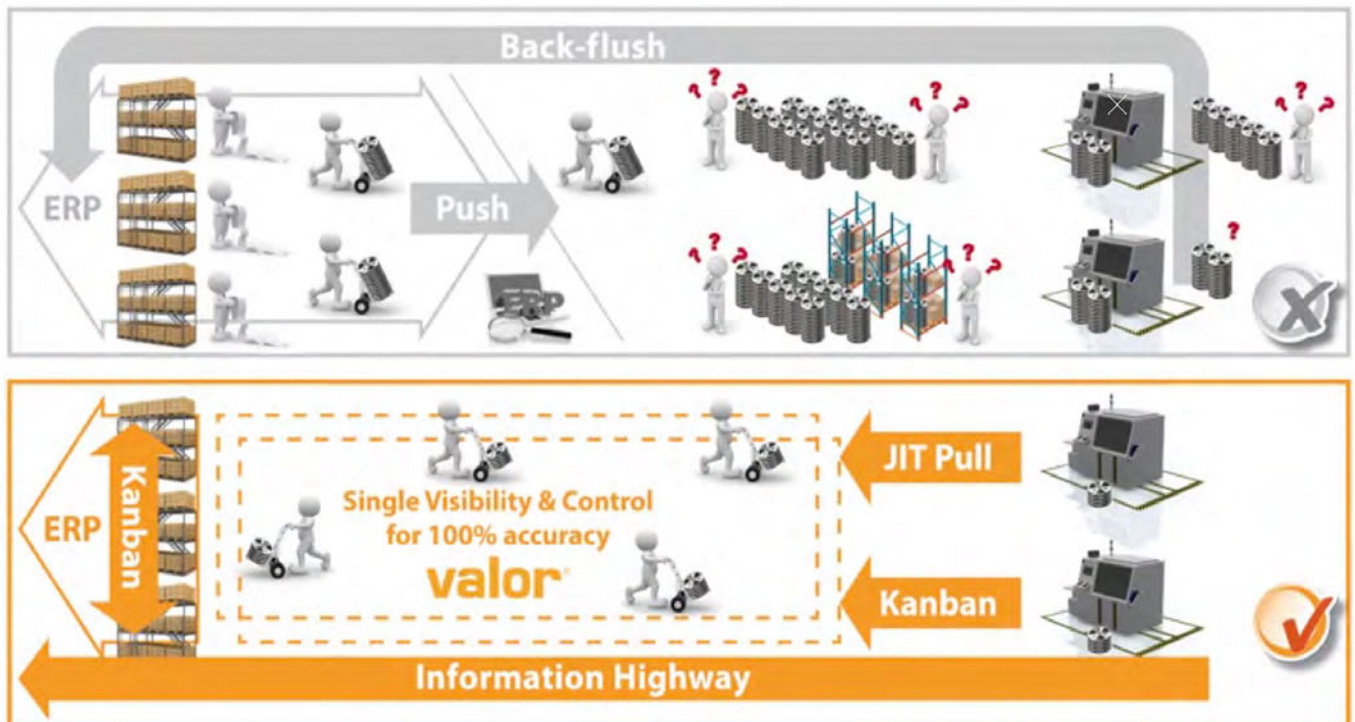 Back-flush
ERP
Push
ERP
Kanban
ERP
JIT Pull
Single Visibility & Control
for 100% accuracy
valor®
Kanban
Information Highway